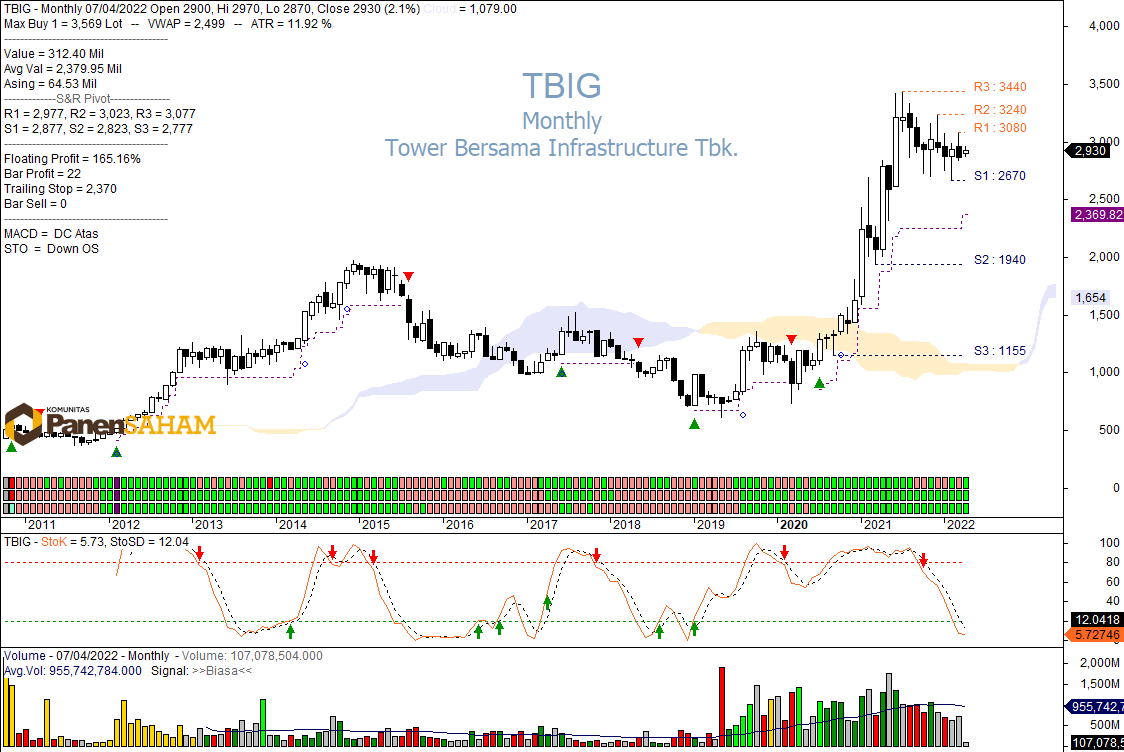 TBIG - Monthly 07/04/2022 Open 2900, Hi 2970, Lo 2870, Close 2930 (2.1%) Cloud = 1,079.00
Max Buy 1 = 3,569 Lot -- VWAP = 2,499 -- ATR = 11.92 %
Value = 312.40 Mil
Avg Val = 2,379.95 Mil
Asing = 64.53 Mil
-------------S&R Pivot---------------
R1 = 2,977, R2 = 3,023, R3 = 3,077
S1 = 2,877, S2 = 2,823, S3 = 2,777
Floating Profit = 165.16%
Bar Profit = 22
Trailing Stop = 2,370
Bar Sell = 0
MACD = DC Atas
STO = Down OS
TBIG
Monthly
Tower Bersama Infrastructure Tbk.
R3 : 3440
R2 : 3240
R1 : 3080
S1 : 2670
S2 : 1940
S3 : 1155
4,000
3,500
3,000
2,930
2,500
2,369.82
2,000
1,654
1,500
1,000
500
0
KOMUNITAS
PanenSAHAM
2011 2012 2013 2014 2015 2016 2017 2018 2019 2020 2021 2022
TBIG - StoK = 5.73, StoSD = 12.04
100
80
60
40
12.0418
5.72746
Volume - 07/04/2022 - Monthly - Volume: 107,078,504.000
Avg.Vol: 955,742,784.000 Signal: >>Biasa<<
2,000M
1,500M
955,742,7
500M
107,078,5